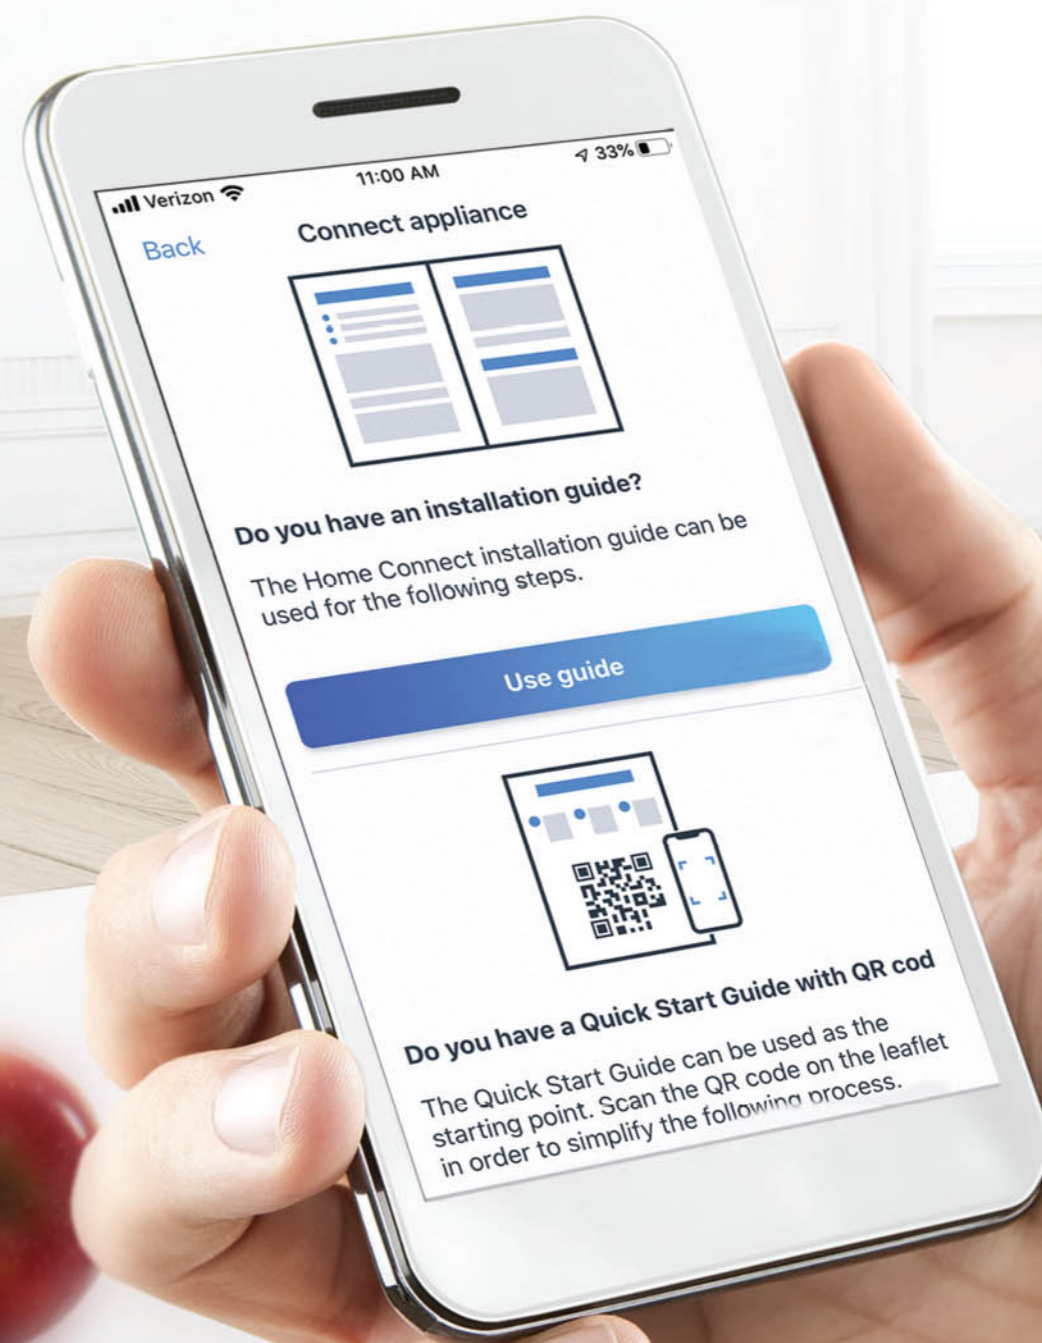 Verizon
11:00 AM
33%
Back
Connect appliance
Do you have an installation guide?
The Home Connect installation guide can be
used for the following steps.
Use guide
Do you have a Quick Start Guide with QR cod
The Quick Start Guide can be used as the
starting point. Scan the QR code on the leaflet
in order to simplify the following process.